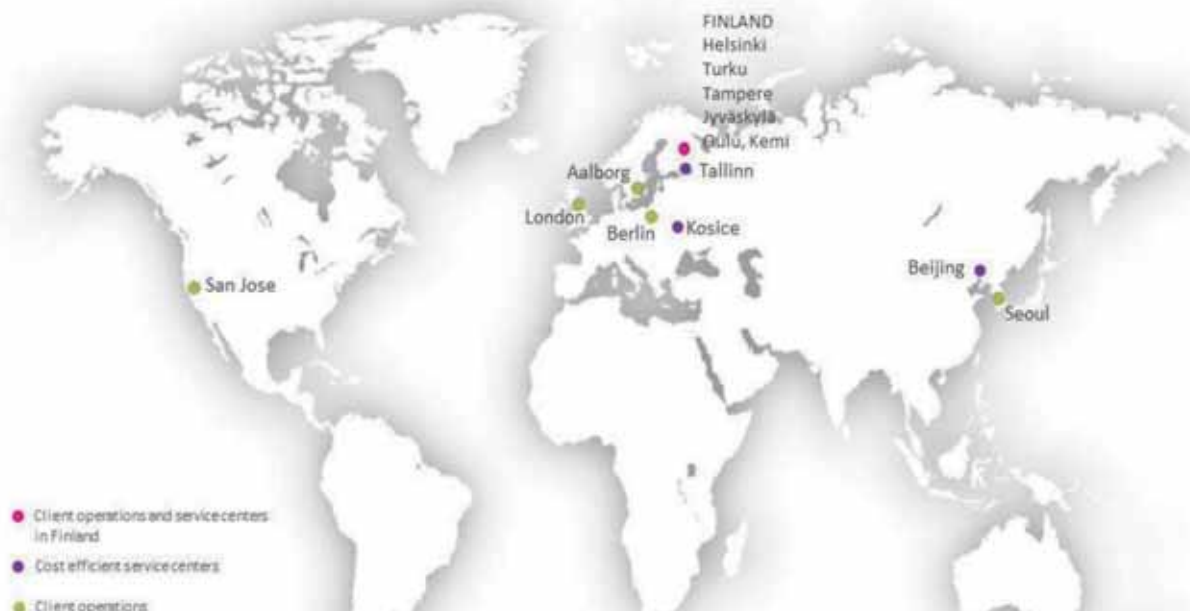 FINLAND
Helsinki
Turku
Tampere
Jyväskylä
Oulu, Kemi
Tallinn
Aalborg
London
Berlin
Kosice
Beijing
San Jose
Seoul
Client operations and service centers
in Finland
Cost efficient service centers
Client operations